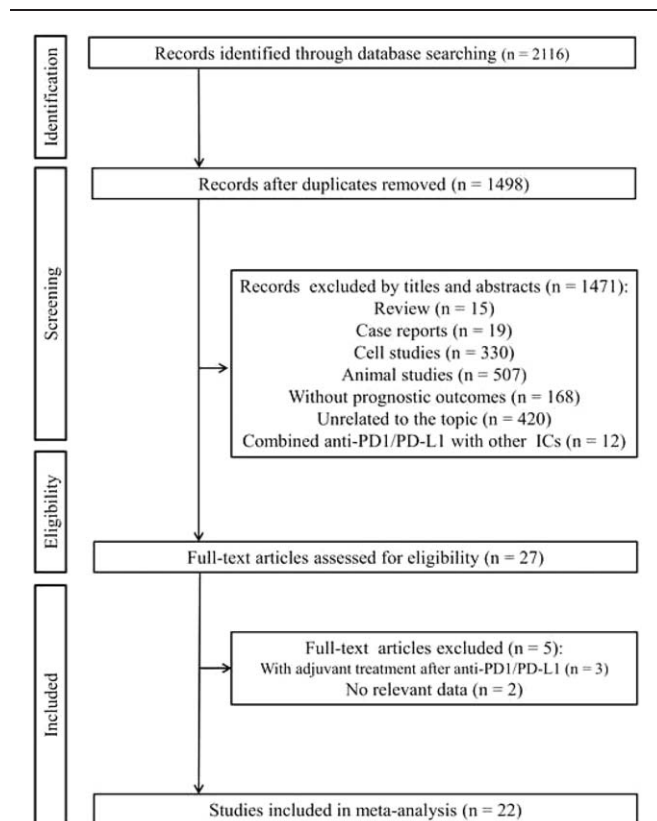 Identification
Records identified through database searching (n = 2116)
Screening
Records after duplicates removed (n = 1498)
Records excluded by titles and abstracts (n = 1471):
Review (n = 15)
Case reports (n = 19)
Cell studies (n = 330)
Animal studies (n = 507)
Without prognostic outcomes (n = 168)
Unrelated to the topic (n = 420)
Combined anti-PD1/PD-L1 with other ICs (n = 12)
Eligibility
Full-text articles assessed for eligibility (n = 27)
Included
Full-text articles excluded (n = 5):
With adjuvant treatment after anti-PD1/PD-L1 (n = 3)
No relevant data (n = 2)
Studies included in meta-analysis (n = 22)